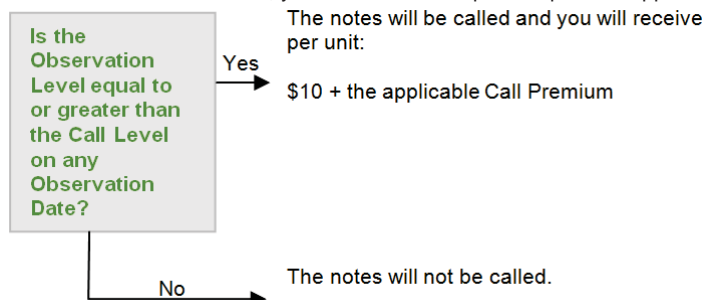 Is the
Observation
Level equal to
or greater than
the Call Level
on any
Observation
Date?
Yes
The notes will be called and you will receive
per unit:
$10 + the applicable Call Premium
No
The notes will not be called.